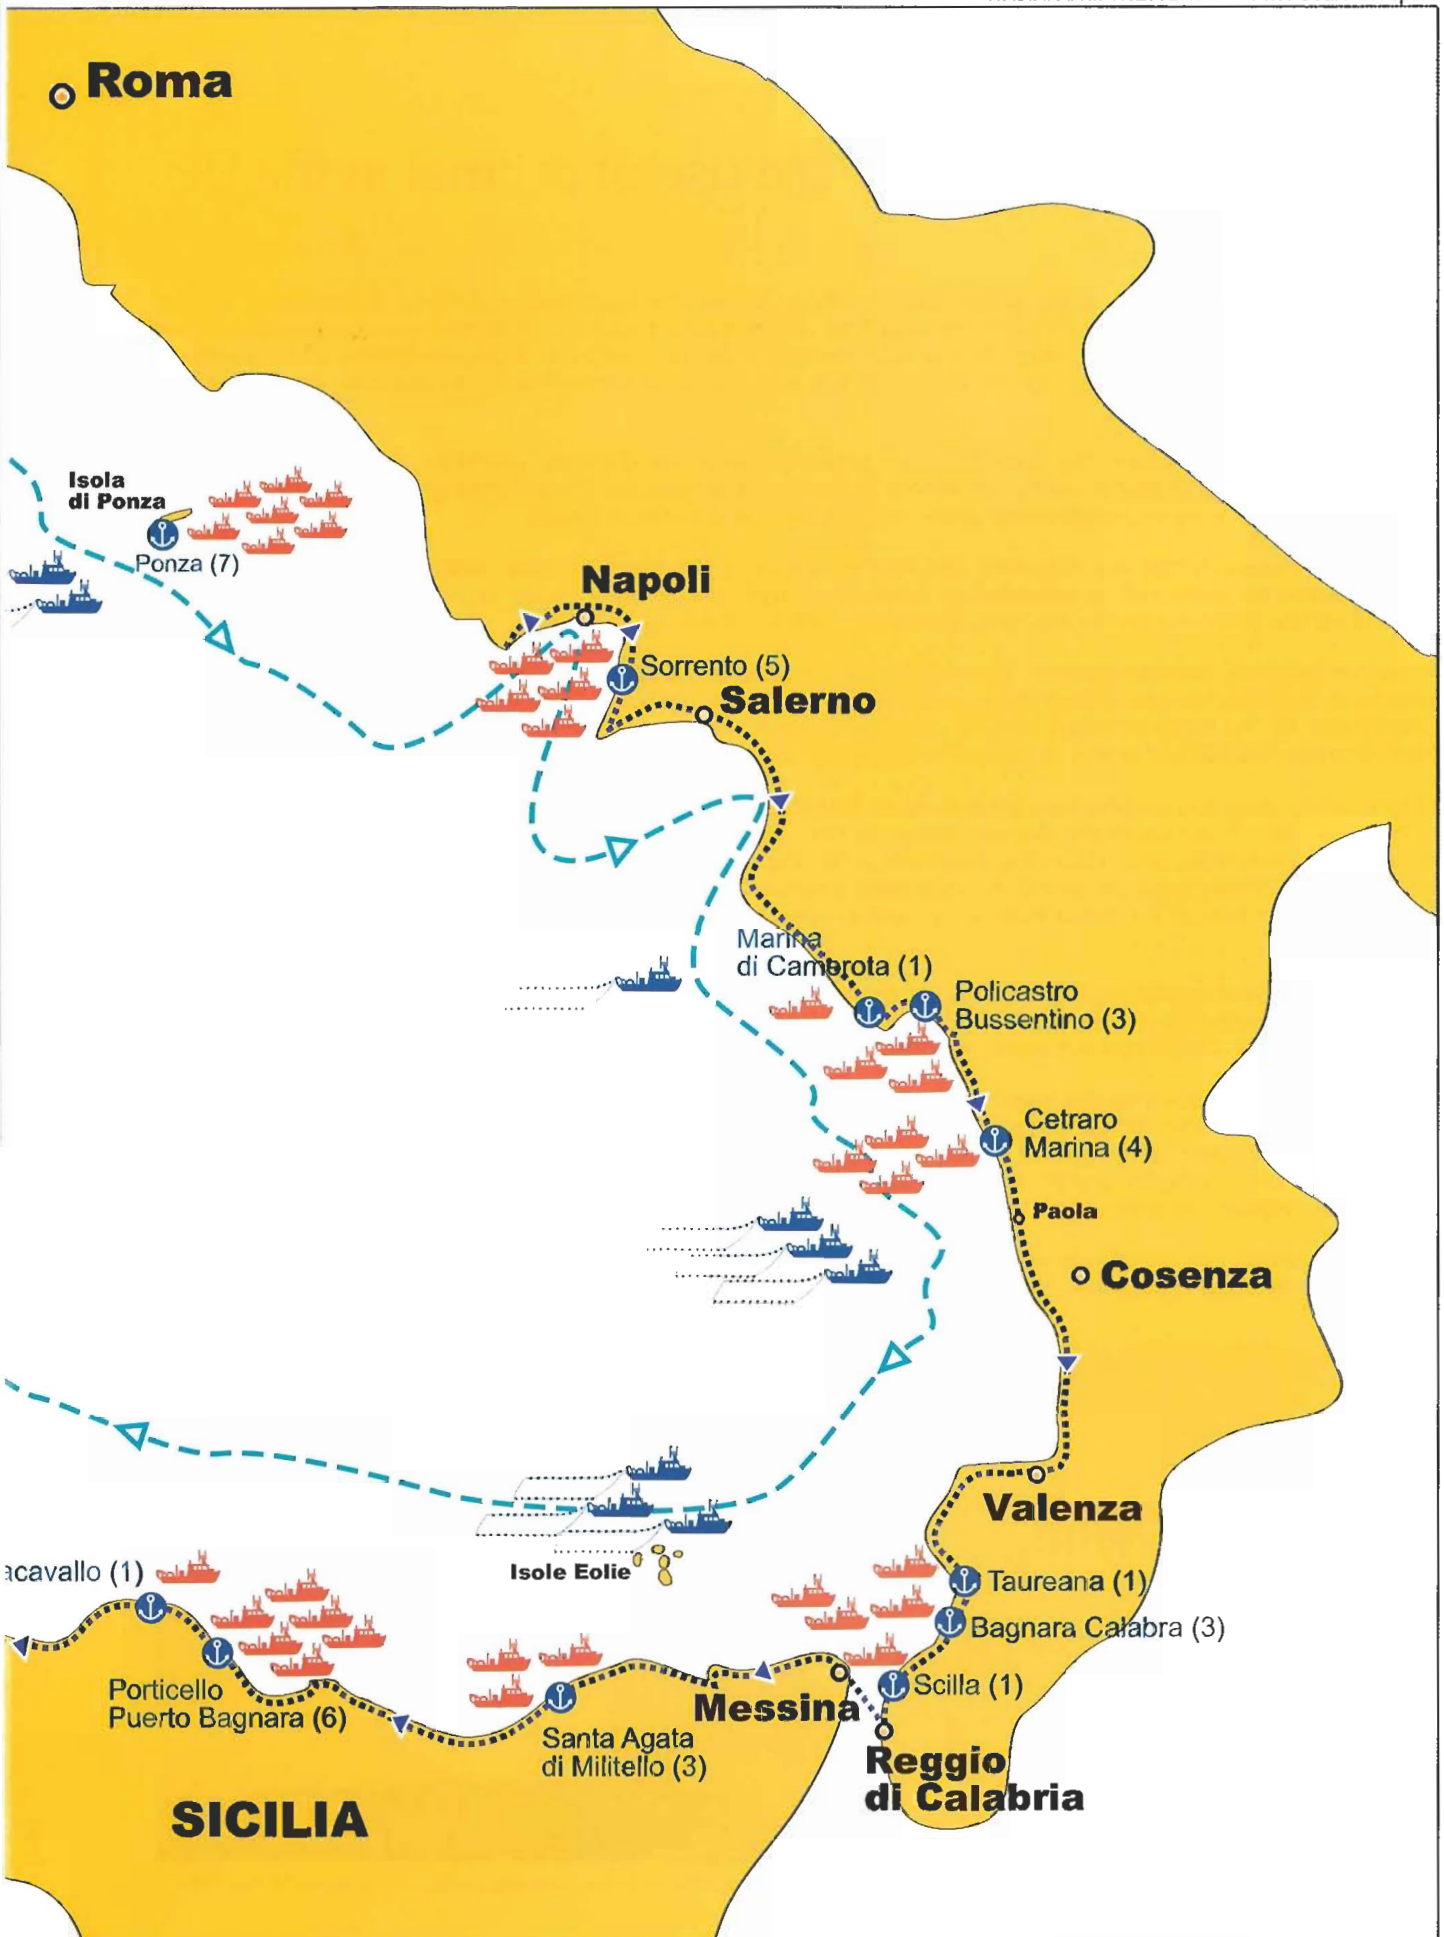 Roma
Isola
di Ponza
Ponza (7)
Napoli
Sorrento (5)
Salerno
Marina
di Camerota (1)
Policastro
Bussentino (3)
Cetraro
Marina (4)
Paola
Cosenza
Valenza
Isole Eolie
acavallo (1)
Taureana (1)
Bagnara Calabra (3)
Scilla (1)
Porticello
Puerto Bagnara (6)
Messina
Santa Agata
di Militello (3)
Reggio
di Calabria
SICILIA